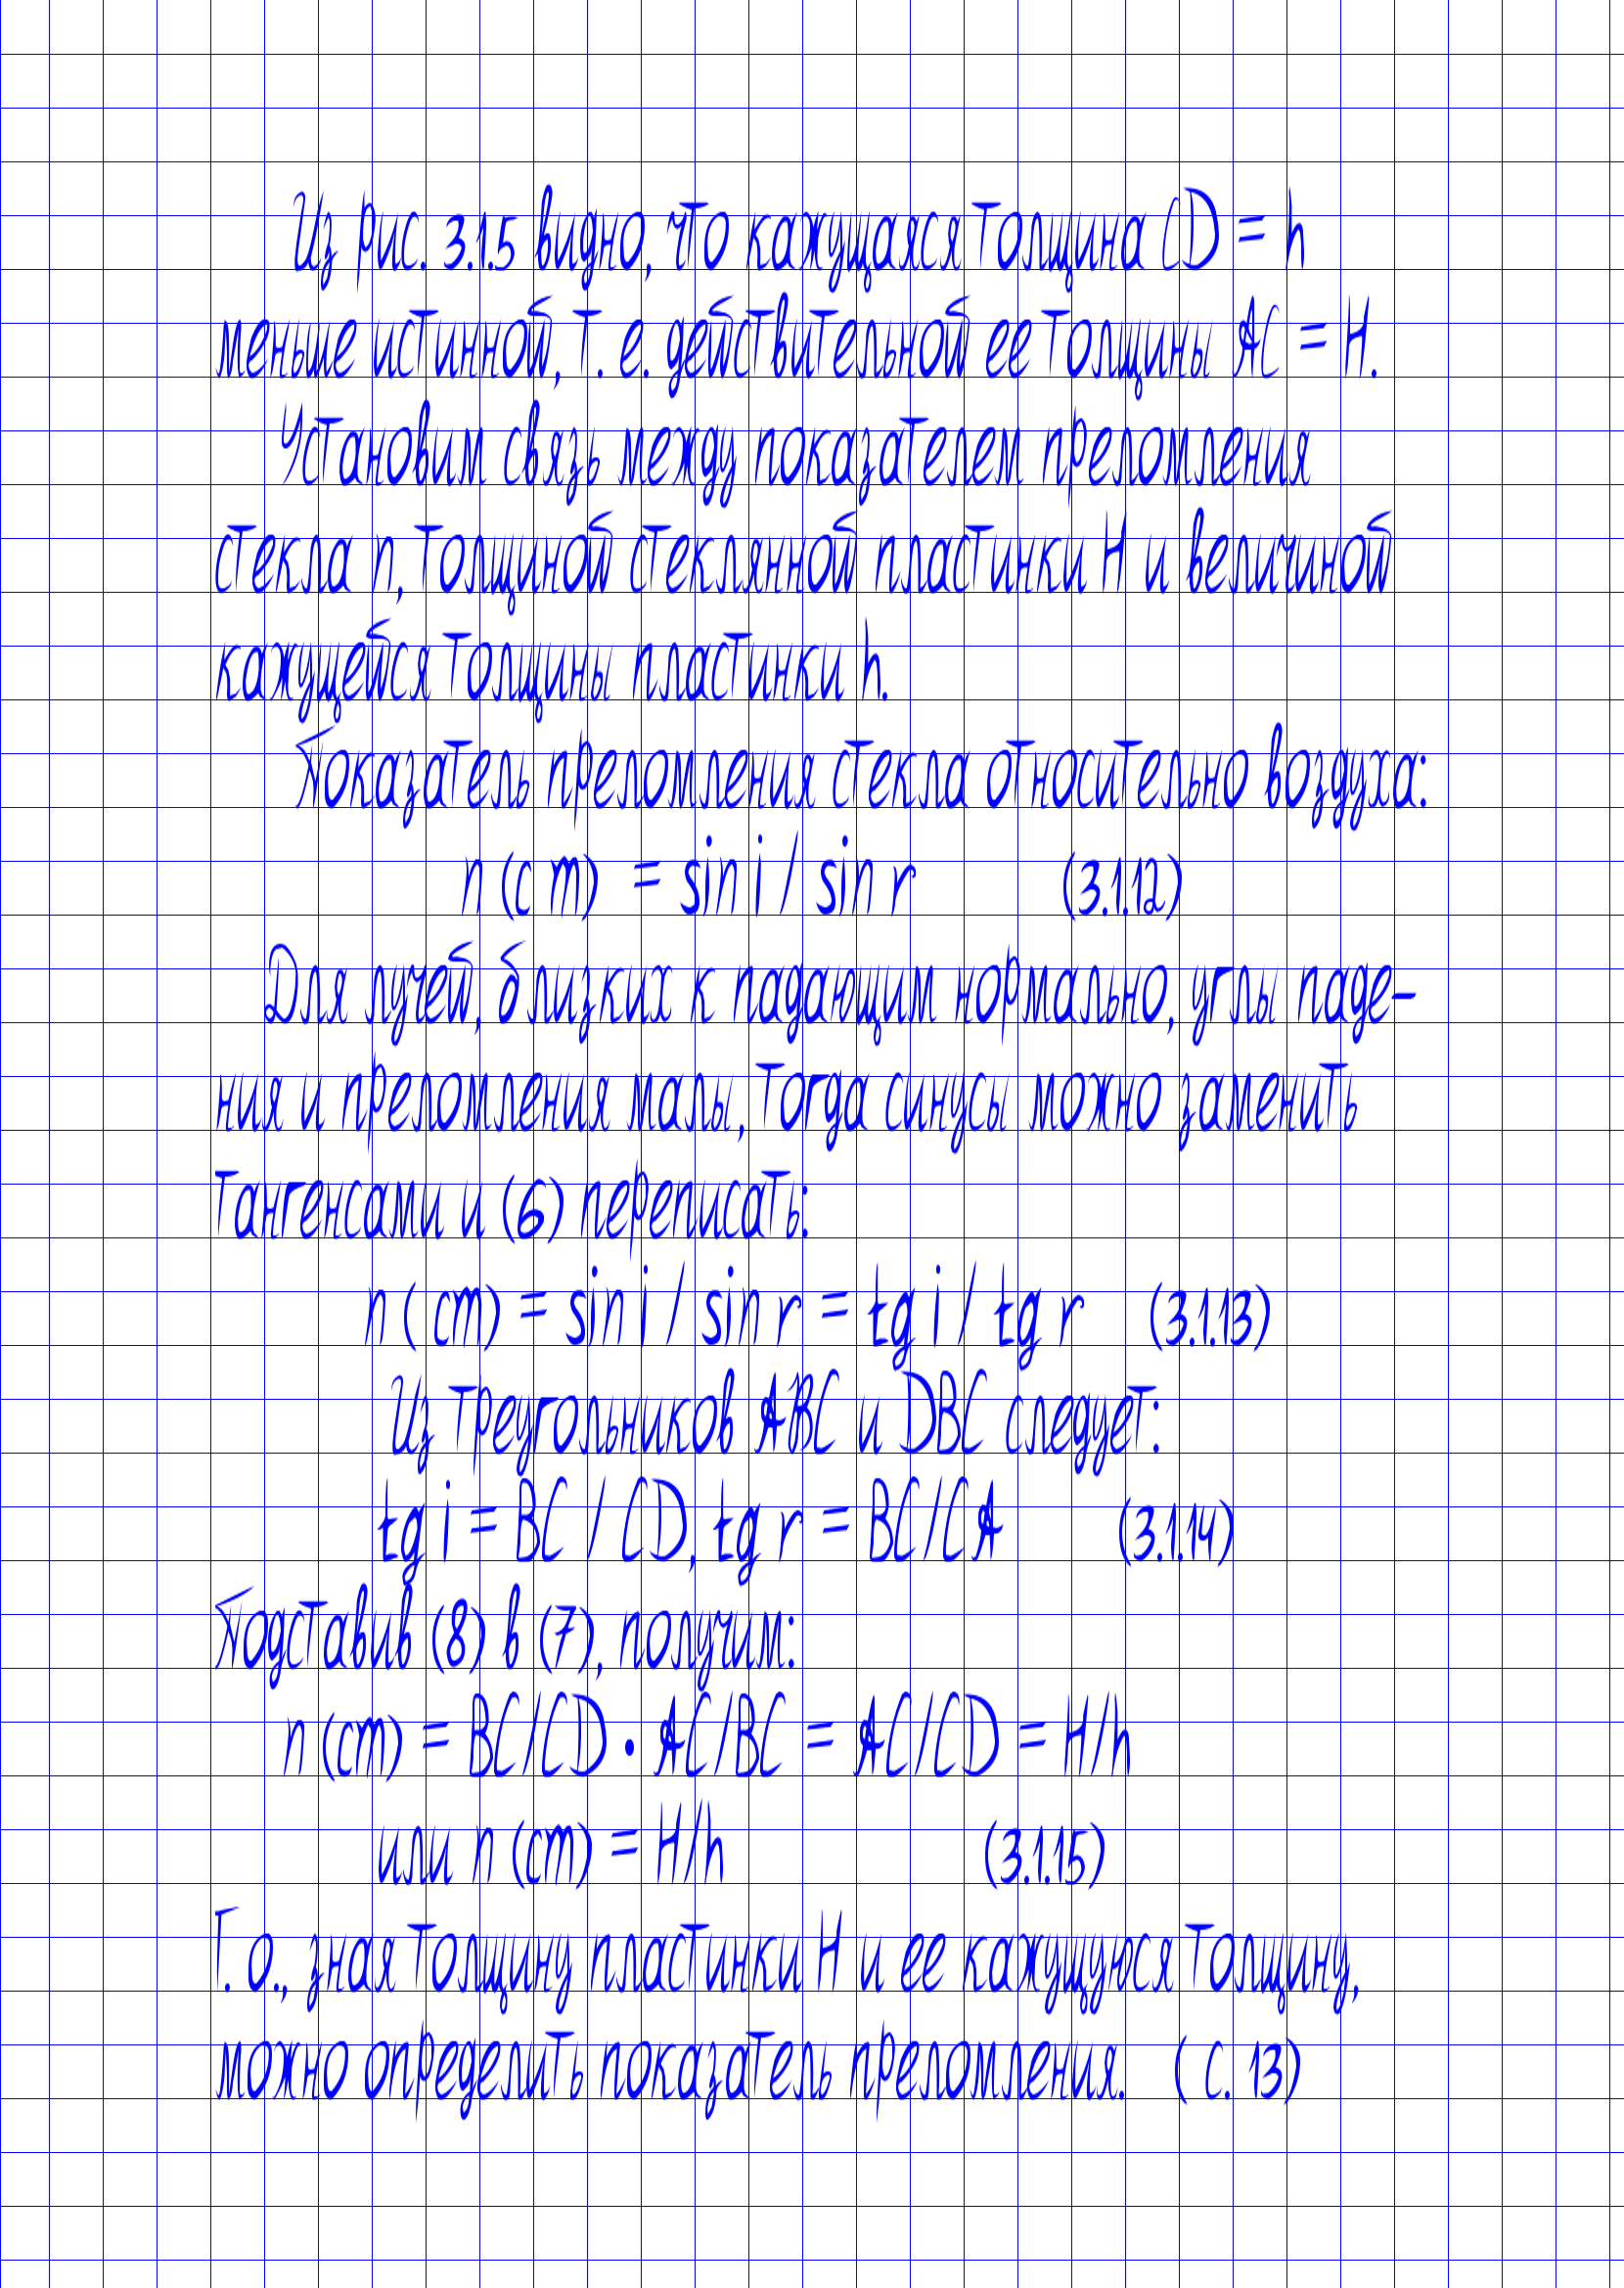 Из рис. 3.1.5 видно, что кажущаяся толщина CD = h
меньше истинной, т. е. действительной ее толщины AC = H.
Установим связь между показателем преломления
стекла n, толщиной стеклянной пластинки H и величиной
кажущейся толщины пластинки h.
Показатель преломления стекла относительно воздуха:
n (c m) = sin i / sin r (3.1.12)
Для лучей, близких к падающим нормально, углы паде-
ния и преломления малы, тогда синусы можно заменить
тангенсами и (6) переписать:
n ( cm) = sin i / sin r = tg i / tg r (3.1.13)
Из треугольников ABC и DBC следует:
tg i = BC / CD, tg r = BC/CA (3.1.14)
Подставив (8) в (7), получим:
n (cm) = BC/CD • AC/BC = AC/CD = H/h
или n (cm) = H/h (3.1.15)
Т. о., зная толщину пластинки H и ее кажущуюся толщину,
можно определить показатель преломления. ( с. 13)